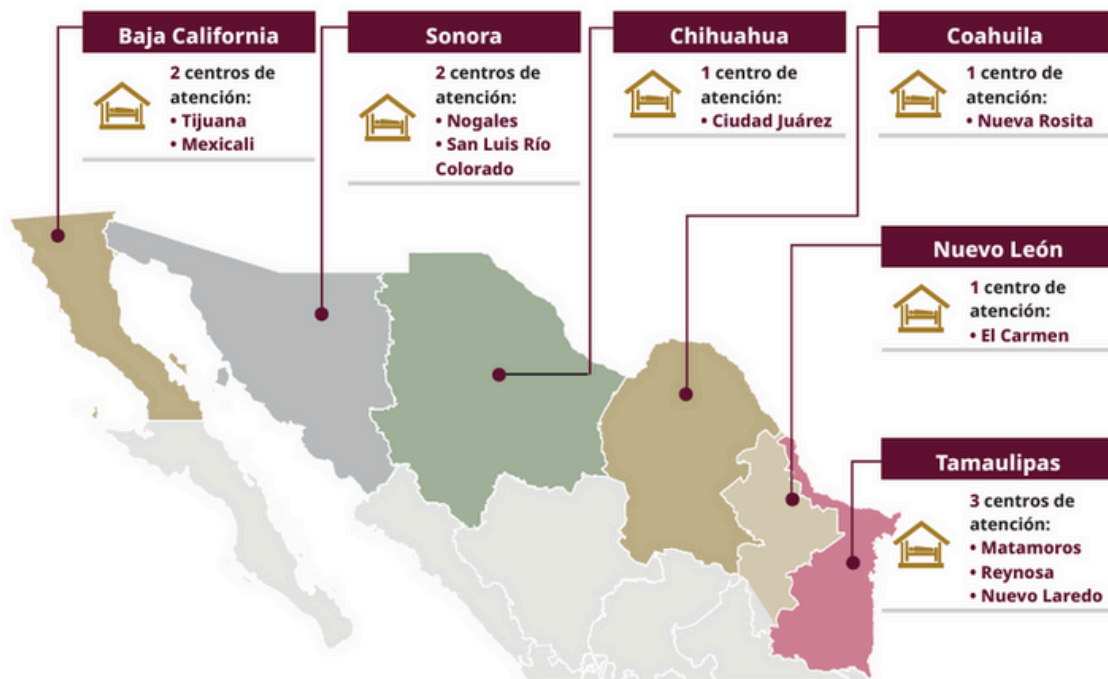 Baja California
2 centros de
atención:
• Tijuana
• Mexicali
Sonora
2 centros de
atención:
• Nogales
• San Luis Río
Colorado
Chihuahua
1 centro de
atención:
• Ciudad Juárez
Coahuila
1 centro de
atención:
• Nueva Rosita
Nuevo León
1 centro de
atención:
• El Carmen
Tamaulipas
3 centros de
atención:
• Matamoros
• Reynosa
• Nuevo Laredo